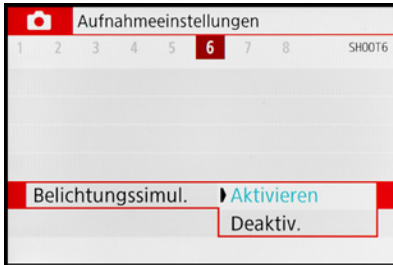 Aufnahmeeinstellungen
1 2 3 4 5 6 7 8 SHOOT6
Belichtungssimul. Aktivieren
Deaktiv.